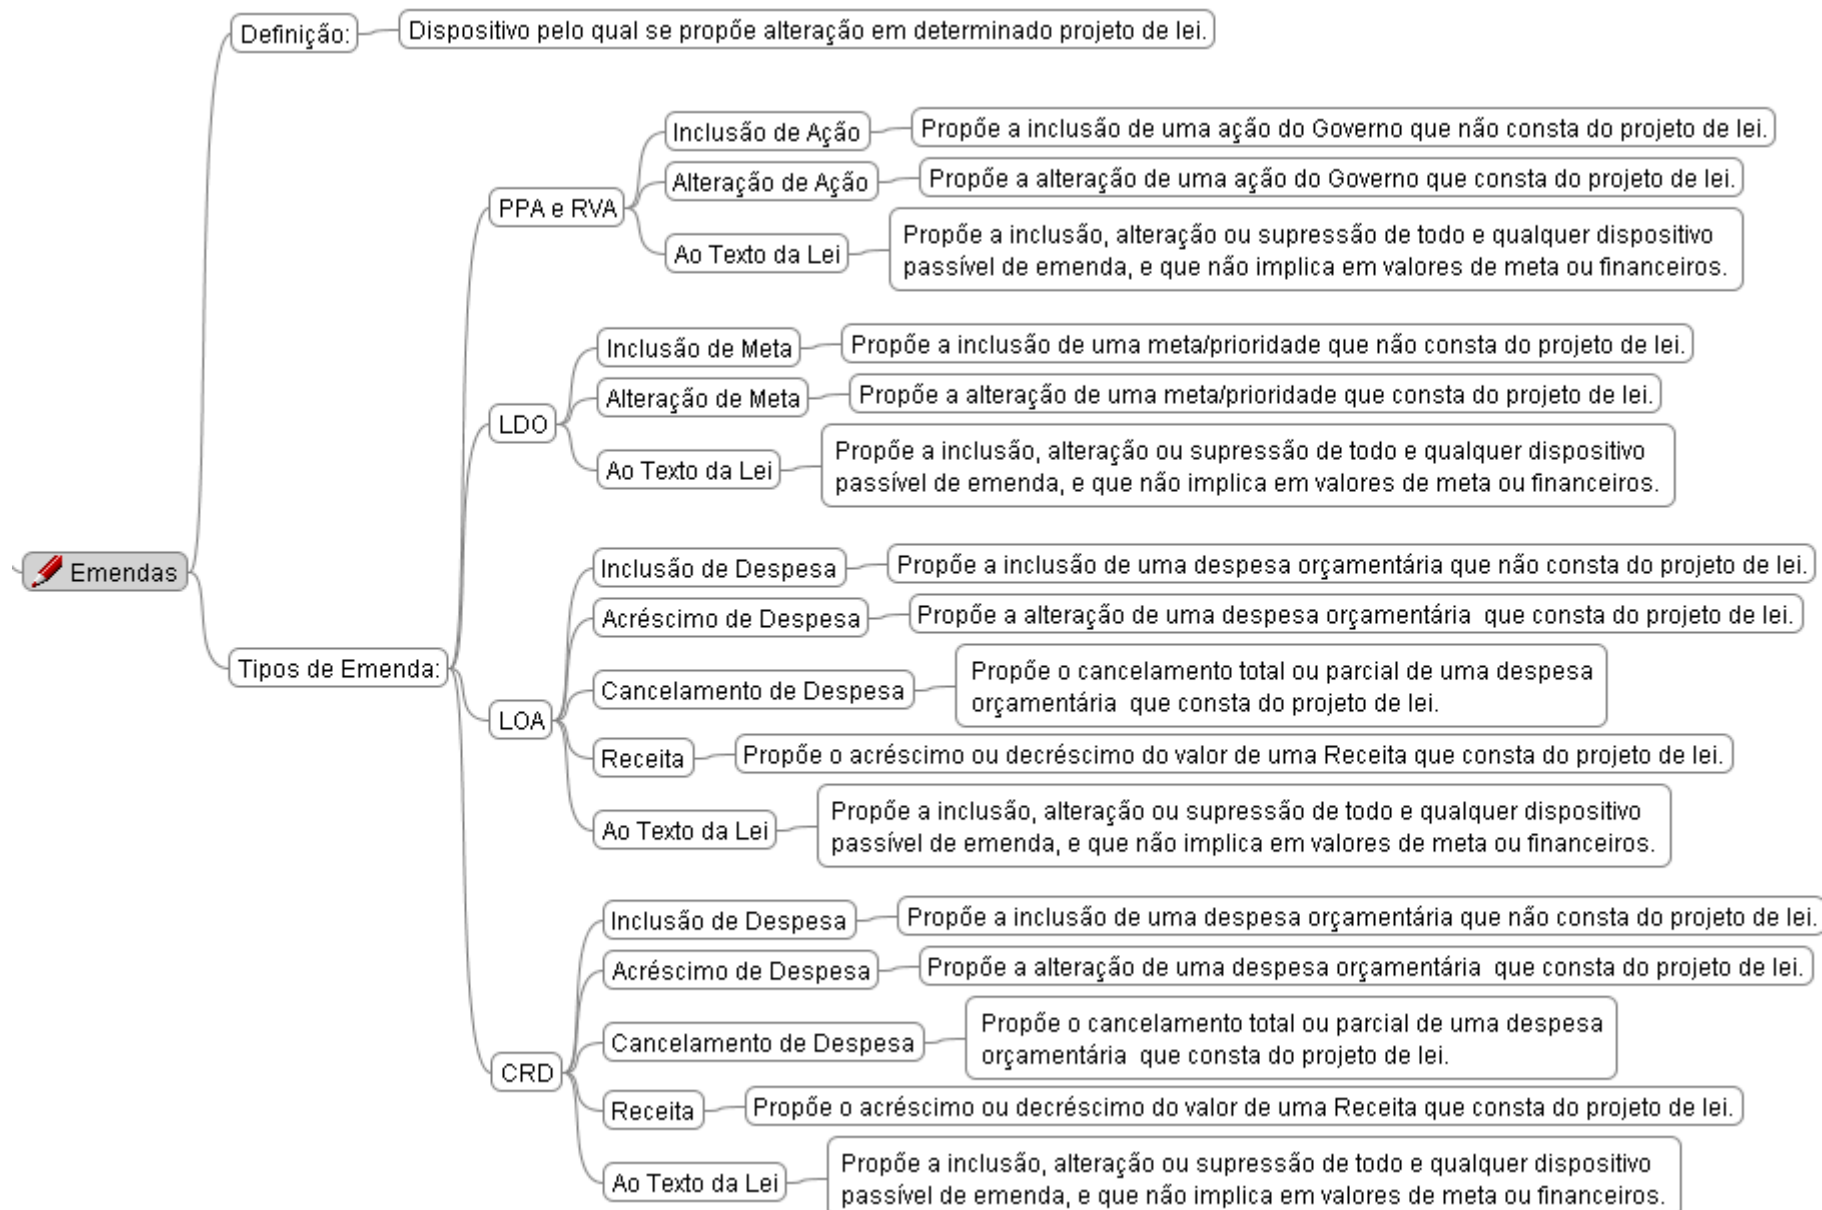 Definição:
Dispositivo pelo qual se propõe alteração em determinado projeto de lei.
Inclusão de Ação
Propõe a inclusão de uma ação do Governo que não consta do projeto de lei.
Alteração de Ação
Propõe a alteração de uma ação do Governo que consta do projeto de lei.
PPA e RVA
Ao Texto da Lei
Propõe a inclusão, alteração ou supressão de todo e qualquer dispositivo
passível de emenda, e que não implica em valores de meta ou financeiros.
Inclusão de Meta
Propõe a inclusão de uma meta/prioridade que não consta do projeto de lei.
Alteração de Meta
Propõe a alteração de uma meta/prioridade que consta do projeto de lei.
LDO
Ao Texto da Lei
Propõe a inclusão, alteração ou supressão de todo e qualquer dispositivo
passível de emenda, e que não implica em valores de meta ou financeiros.
Emendas
Inclusão de Despesa
Propõe a inclusão de uma despesa orçamentária que não consta do projeto de lei.
Acréscimo de Despesa
Propõe a alteração de uma despesa orçamentária  que consta do projeto de lei.
Tipos de Emenda:
Cancelamento de Despesa
Propõe o cancelamento total ou parcial de uma despesa
orçamentária  que consta do projeto de lei.
LOA
Receita
Propõe o acréscimo ou decréscimo do valor de uma Receita que consta do projeto de lei.
Ao Texto da Lei
Propõe a inclusão, alteração ou supressão de todo e qualquer dispositivo
passível de emenda, e que não implica em valores de meta ou financeiros.
Inclusão de Despesa
Propõe a inclusão de uma despesa orçamentária que não consta do projeto de lei.
Acréscimo de Despesa
Propõe a alteração de uma despesa orçamentária  que consta do projeto de lei.
Cancelamento de Despesa
Propõe o cancelamento total ou parcial de uma despesa
orçamentária  que consta do projeto de lei.
CRD
Receita
Propõe o acréscimo ou decréscimo do valor de uma Receita que consta do projeto de lei.
Ao Texto da Lei
Propõe a inclusão, alteração ou supressão de todo e qualquer dispositivo
passível de emenda, e que não implica em valores de meta ou financeiros.